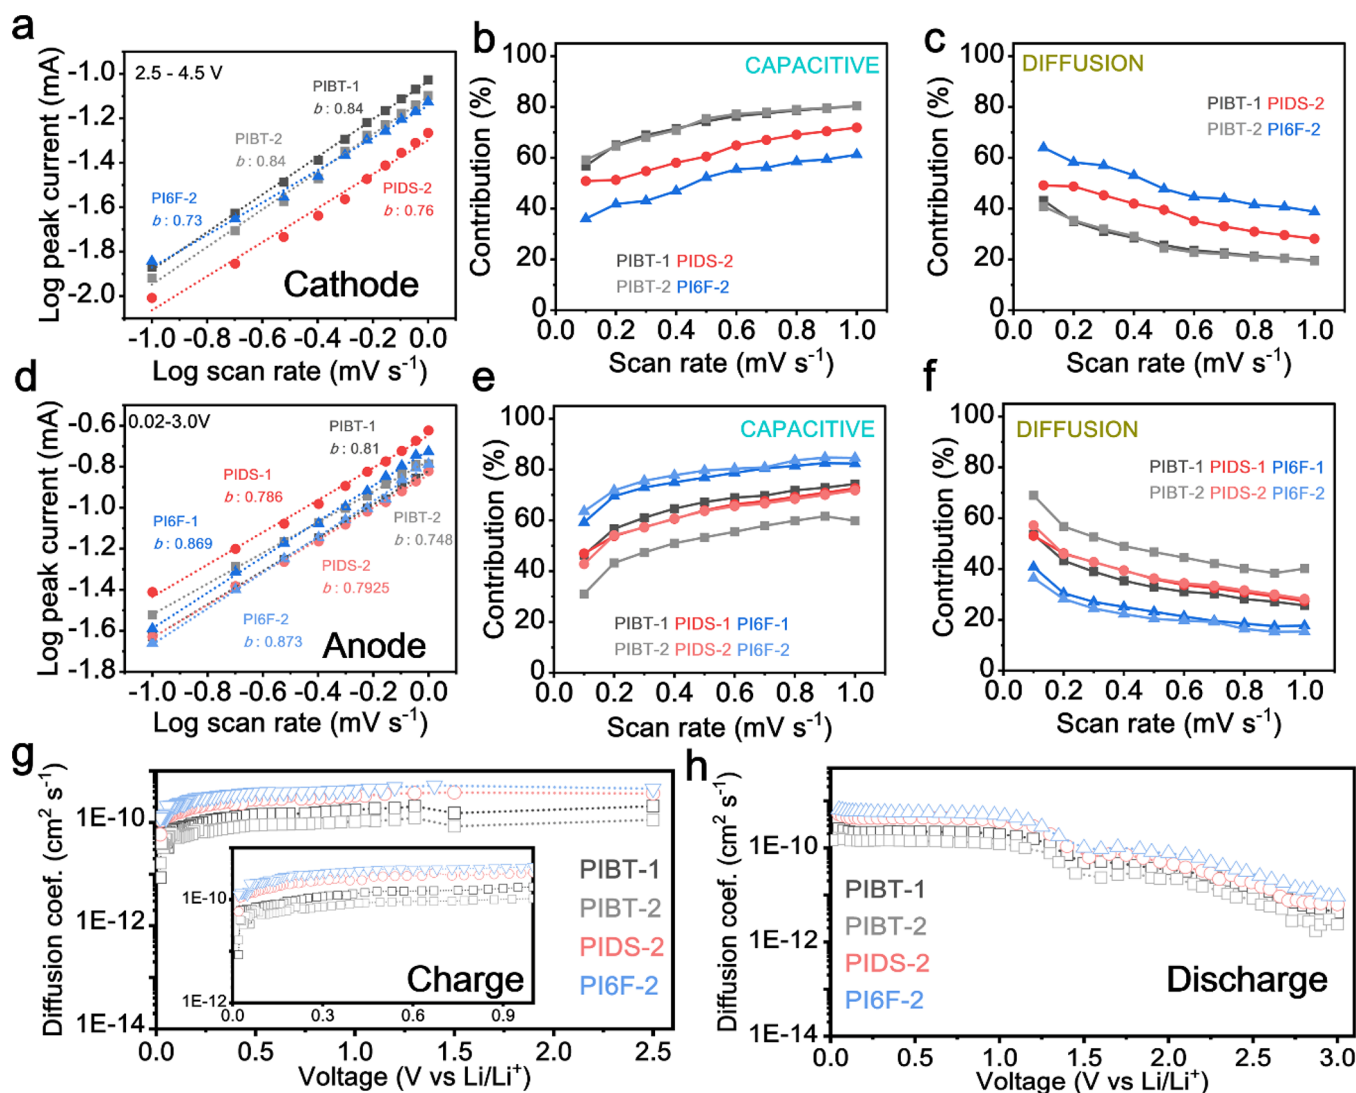 a
Log peak current (mA)
-1.0
-1.2
-1.4
-1.6
-1.8
-2.0
2.5 - 4.5 V
PIBT-1
b : 0.84
PIBT-2
b : 0.84
PI6F-2
b : 0.73
PIDS-2
b : 0.76
Cathode
-1.0 -0.8 -0.6 -0.4 -0.2 0.0
Log scan rate (mV s⁻¹)
b
Contribution (%)
100
80
60
40
20
0
CAPACITIVE
PIBT-1 PIDS-2
PIBT-2 PI6F-2
0.0 0.2 0.4 0.6 0.8 1.0
Scan rate (mV s⁻¹)
c
Contribution (%)
100
80
60
40
20
0
DIFFUSION
PIBT-1 PIDS-2
PIBT-2 PI6F-2
0.0 0.2 0.4 0.6 0.8 1.0
Scan rate (mV s⁻¹)
d
Log peak current (mA)
-0.6
-0.8
-1.0
-1.2
-1.4
-1.6
-1.8
0.02-3.0V
PIBT-1
b : 0.81
PIDS-1
b : 0.786
PI6F-1
b : 0.869
PIBT-2
b : 0.748
PIDS-2
b : 0.7925
PI6F-2
b : 0.873
Anode
-1.0 -0.8 -0.6 -0.4 -0.2 0.0
Log scan rate (mV s⁻¹)
e
Contribution (%)
100
80
60
40
20
0
CAPACITIVE
PIBT-1 PIDS-1 PI6F-1
PIBT-2 PIDS-2 PI6F-2
0.0 0.2 0.4 0.6 0.8 1.0
Scan rate (mV s⁻¹)
f
Contribution (%)
100
80
60
40
20
0
DIFFUSION
PIBT-1 PIDS-1 PI6F-1
PIBT-2 PIDS-2 PI6F-2
0.0 0.2 0.4 0.6 0.8 1.0
Scan rate (mV s⁻¹)
g
Diffusion coef. (cm² s⁻¹)
1E-10
1E-12
1E-14
1E-10
1E-12
0.0 0.3 0.6 0.9
Charge
PIBT-1
PIBT-2
PIDS-2
PI6F-2
0.0 0.5 1.0 1.5 2.0 2.5
Voltage (V vs Li/Li⁺)
h
Diffusion coef. (cm² s⁻¹)
1E-10
1E-12
1E-14
PIBT-1
PIBT-2
PIDS-2
PI6F-2
Discharge
0.0 0.5 1.0 1.5 2.0 2.5 3.0
Voltage (V vs Li/Li⁺)